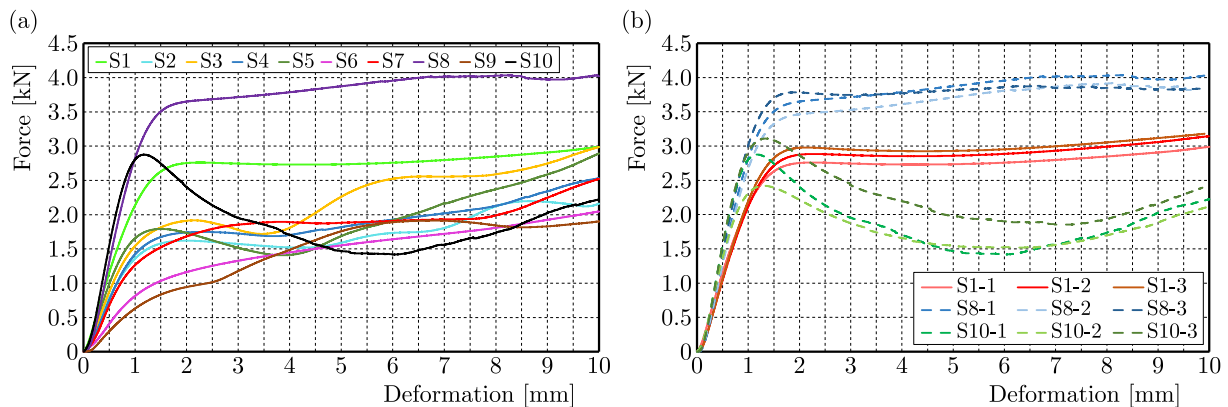 (a)
Force [kN]
4.5
4.0
3.5
3.0
2.5
2.0
1.5
1.0
0.5
0
S1 S2 S3 S4 S5 S6 S7 S8 S9 S10
0 1 2 3 4 5 6 7 8 9 10
Deformation [mm]
(b)
Force [kN]
4.5
4.0
3.5
3.0
2.5
2.0
1.5
1.0
0.5
0
S1-1 S1-2 S1-3
S8-1 S8-2 S8-3
S10-1 S10-2 S10-3
0 1 2 3 4 5 6 7 8 9 10
Deformation [mm]